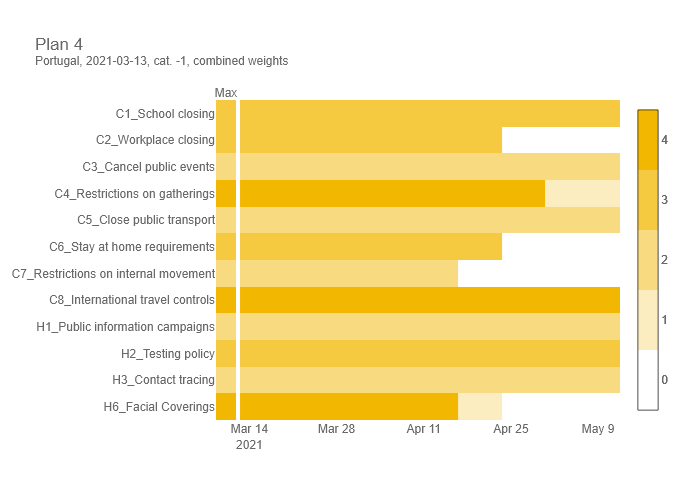 Plan 4
Portugal, 2021-03-13, cat. -1, combined weights
Max
C1_School closing
C2_Workplace closing
C3_Cancel public events
C4_Restrictions on gatherings
C5_Close public transport
C6_Stay at home requirements
C7_Restrictions on internal movement
C8_International travel controls
H1_Public information campaigns
H2_Testing policy
H3_Contact tracing
H6_Facial Coverings
Mar 14 Mar 28 Apr 11 Apr 25 May 9
2021
4
3
2
1
0